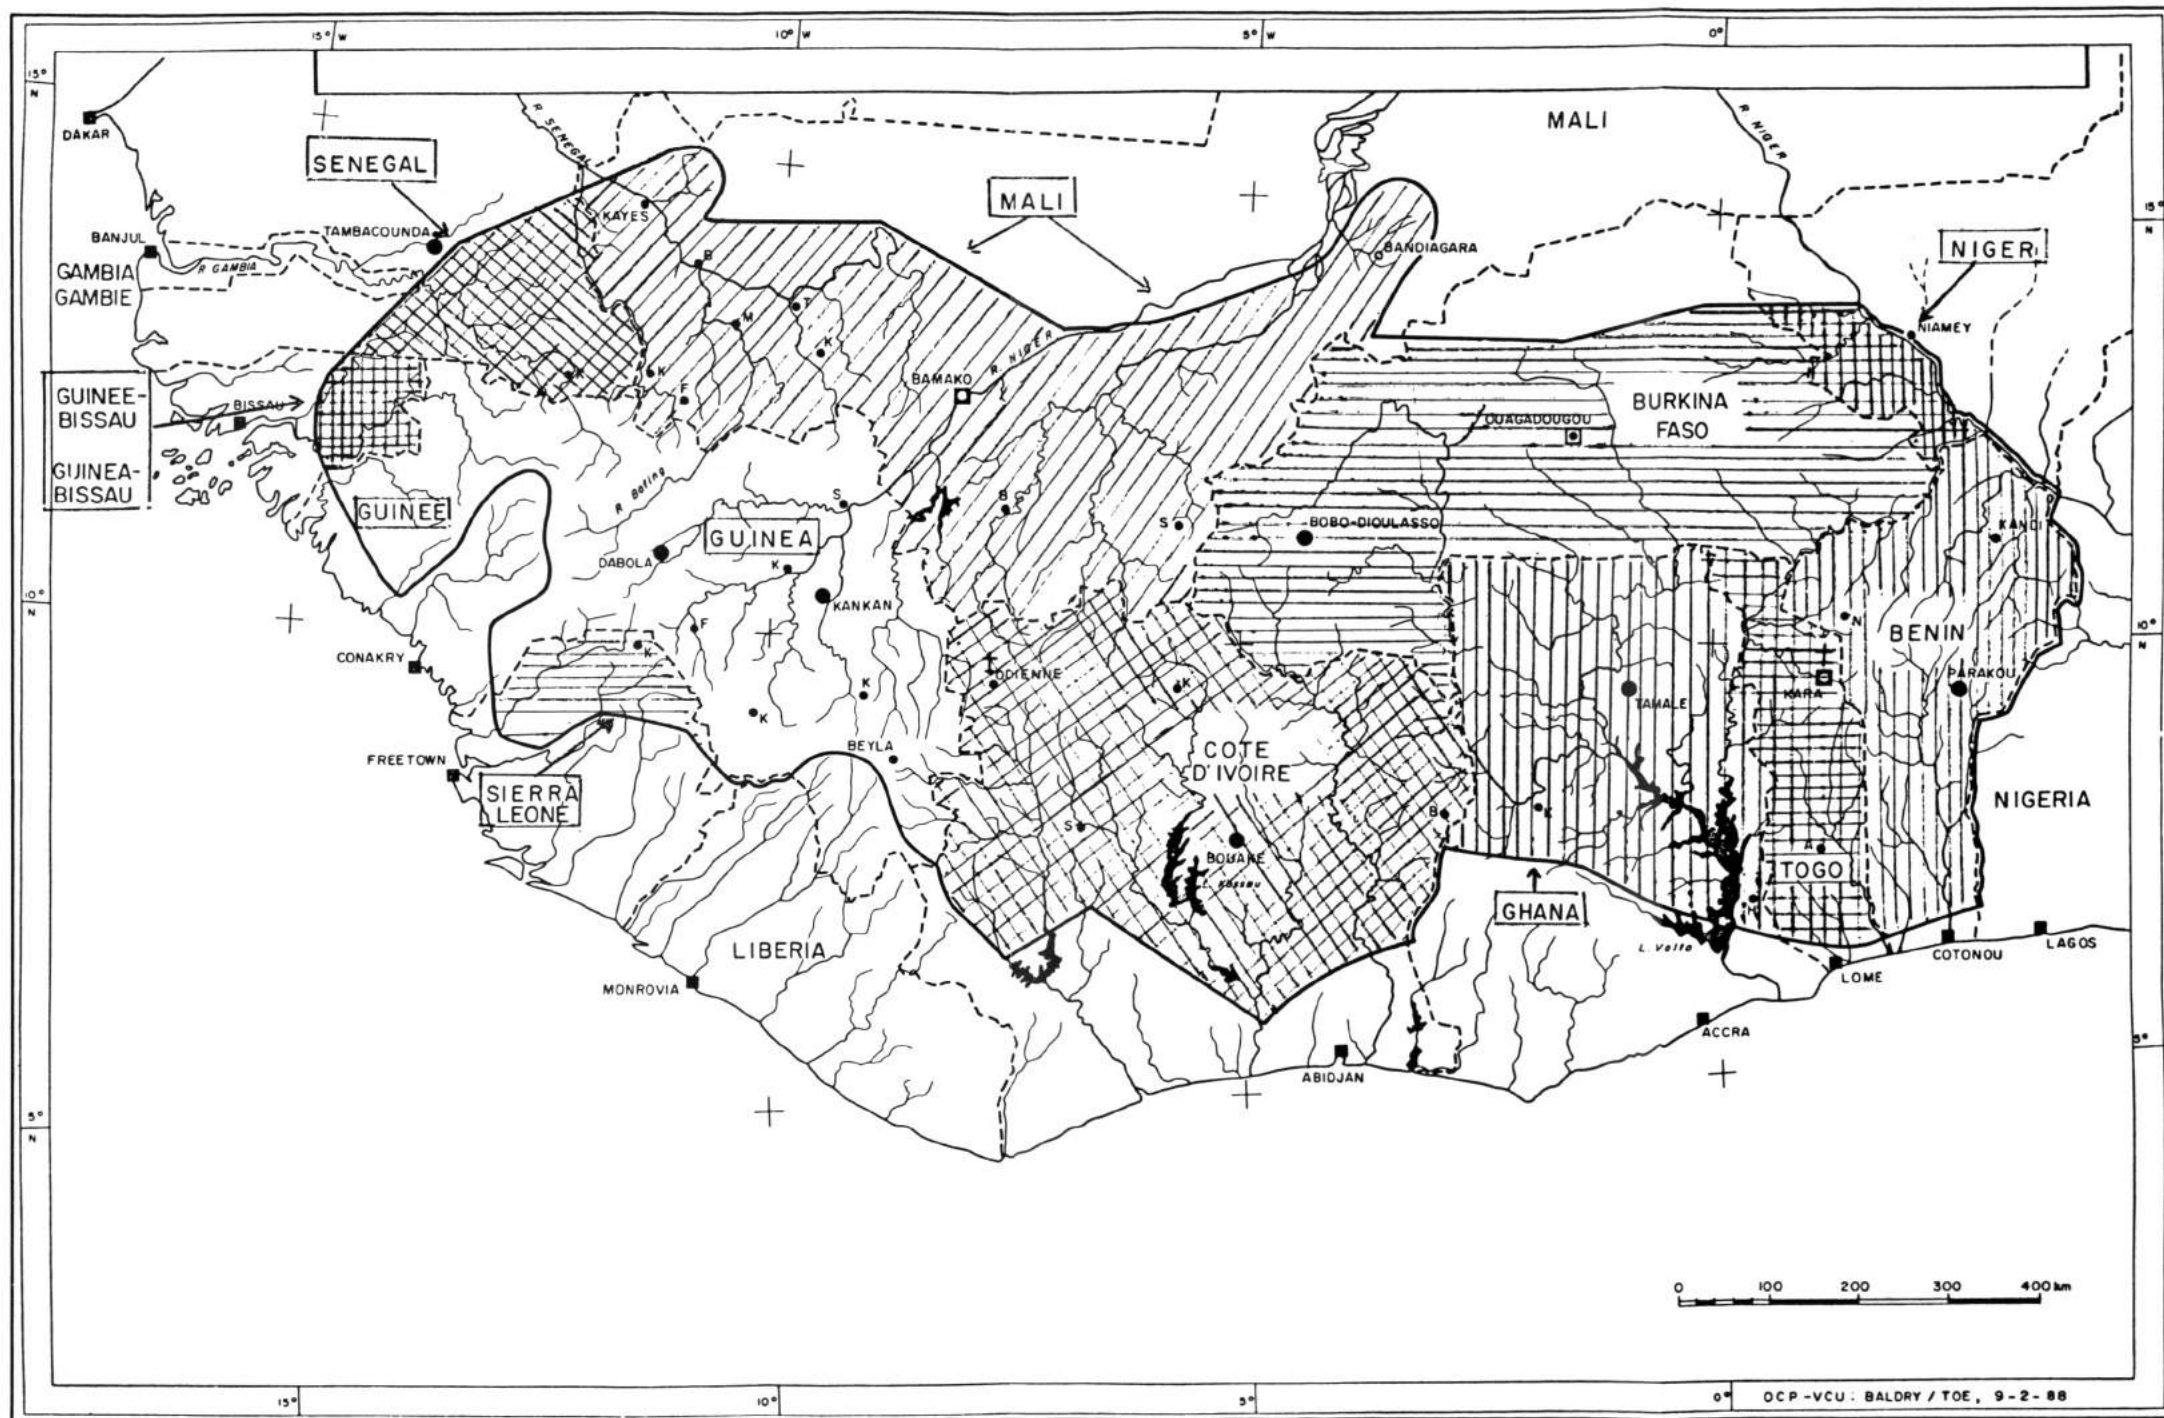 15° W
10° W
5° W
0°
15°
N
DAKAR
R. SENEGAL
MALI
R. NIGER
SENEGAL
MALI
KAYES
15°
N
TAMBACOUNDA
BANJUL
R GAMBIA
B
BANDIAGARA
NIGER
GAMBIA
GAMBIE
T
M
NIAMEY
K
R. NIGER
K
K
BAMAKO
F
GUINEE-
BISSAU
BISSAU
BURKINA
FASO
OUAGADOUGOU
GUINEA-
BISSAU
R Bafing
S
B
GUINEE
GUINEA
S
BOBO-DIOULASSO
KANDI
DABOLA
K
10°
N
KANKAN
F
N
BENIN
10°
N
CONAKRY
K
ODIENNE
K
K
PARAKOU
KARA
K
TAMALE
BEYLA
COTE
D'IVOIRE
FREETOWN
SIERRA
LEONE
NIGERIA
S
B
K
BOUAKE
A
TOGO
L. Kossou
GHANA
H
LIBERIA
L. Volta
LAGOS
COTONOU
LOME
MONROVIA
ACCRA
5°
N
ABIDJAN
5°
N
0 100 200 300 400 km
15°
10°
5°
0°
OCP-VCU: BALDRY / TOE, 9-2-88